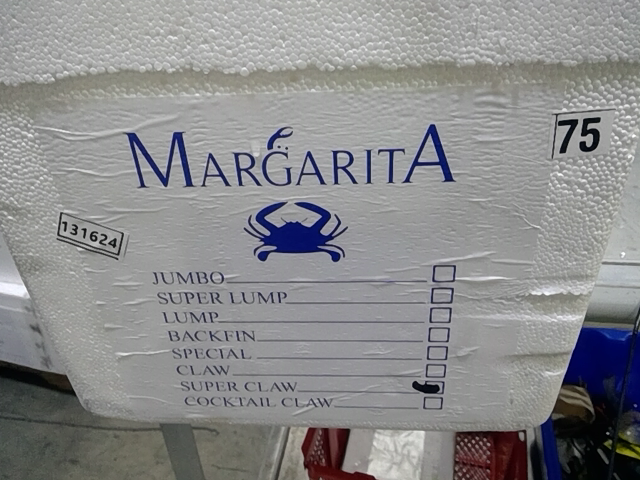 MARGARITA
75
131624
JUMBO
SUPER LUMP
LUMP
BACKFIN
SPECIAL
CLAW
SUPER CLAW
COCKTAIL CLAW